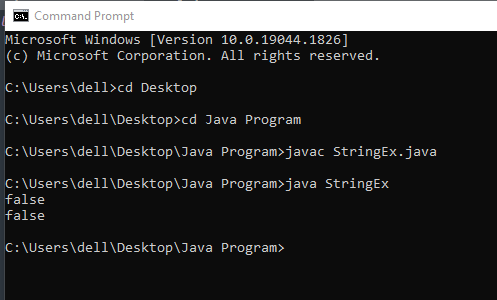 Command Prompt
Microsoft Windows [Version 10.0.19044.1826]
(c) Microsoft Corporation. All rights reserved.
C:\Users\dell>cd Desktop
C:\Users\dell\Desktop>cd Java Program
C:\Users\dell\Desktop\Java Program>javac StringEx.java
C:\Users\dell\Desktop\Java Program>java StringEx
false
false
C:\Users\dell\Desktop\Java Program>